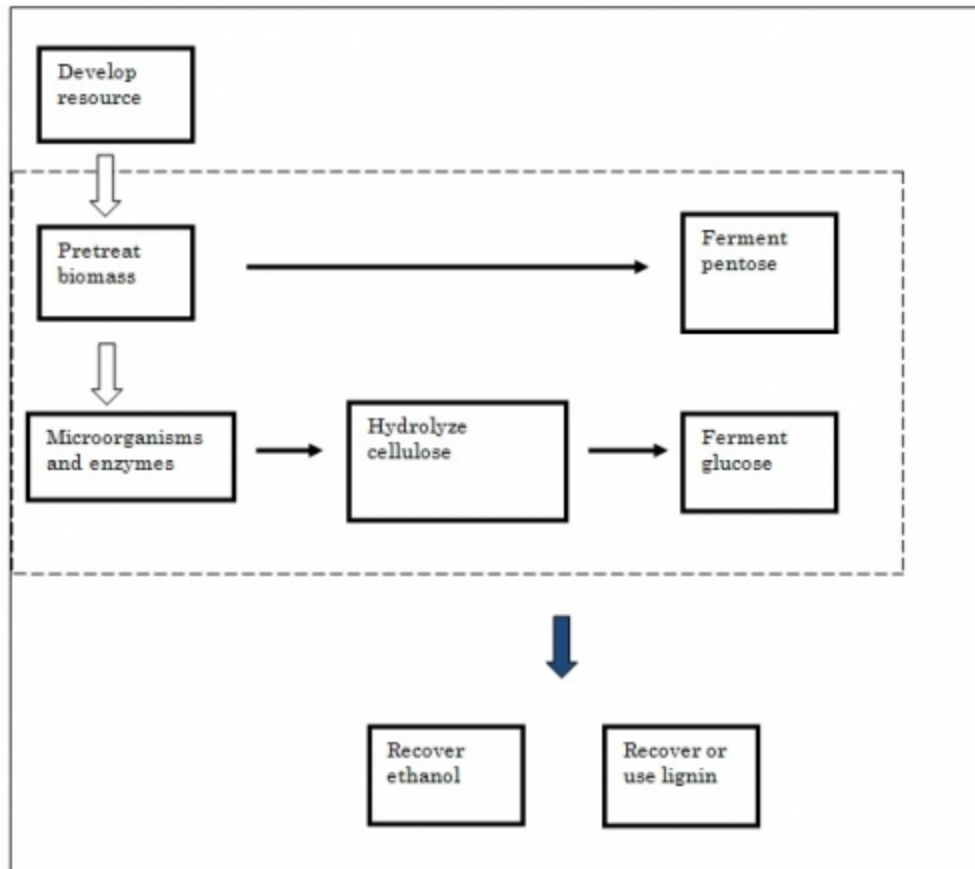 Develop
resource
Pretreat
biomass
Ferment
pentose
Microorganisms
and enzymes
Hydrolyze
cellulose
Ferment
glucose
Recover
ethanol
Recover or
use lignin